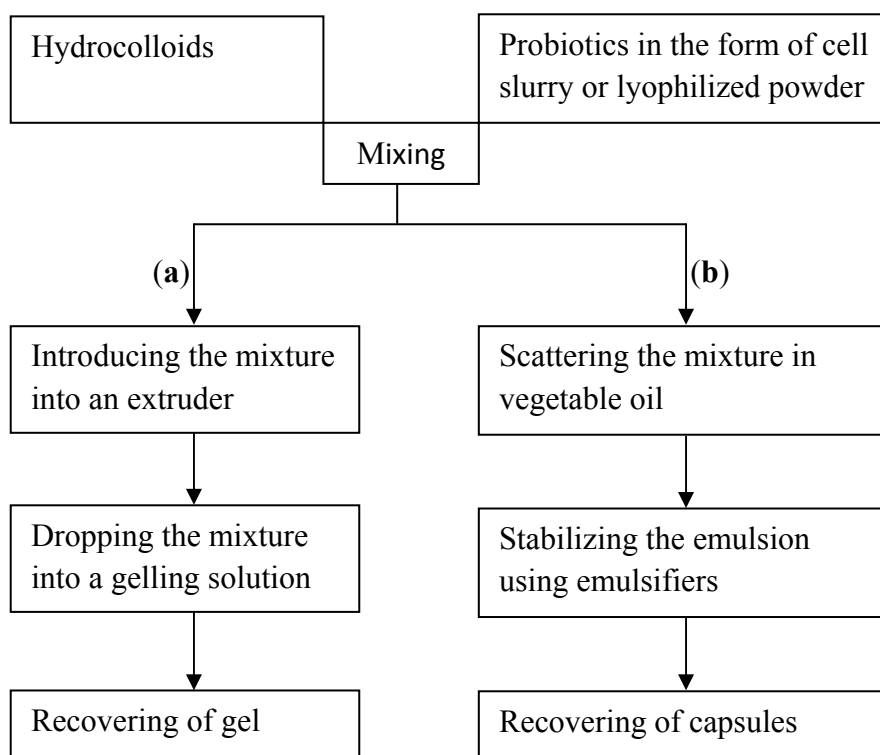 Hydrocolloids
Probiotics in the form of cell
slurry or lyophilized powder
Mixing
(a)
(b)
Introducing the mixture
into an extruder
Scattering the mixture in
vegetable oil
Dropping the mixture
into a gelling solution
Stabilizing the emulsion
using emulsifiers
Recovering of gel
Recovering of capsules